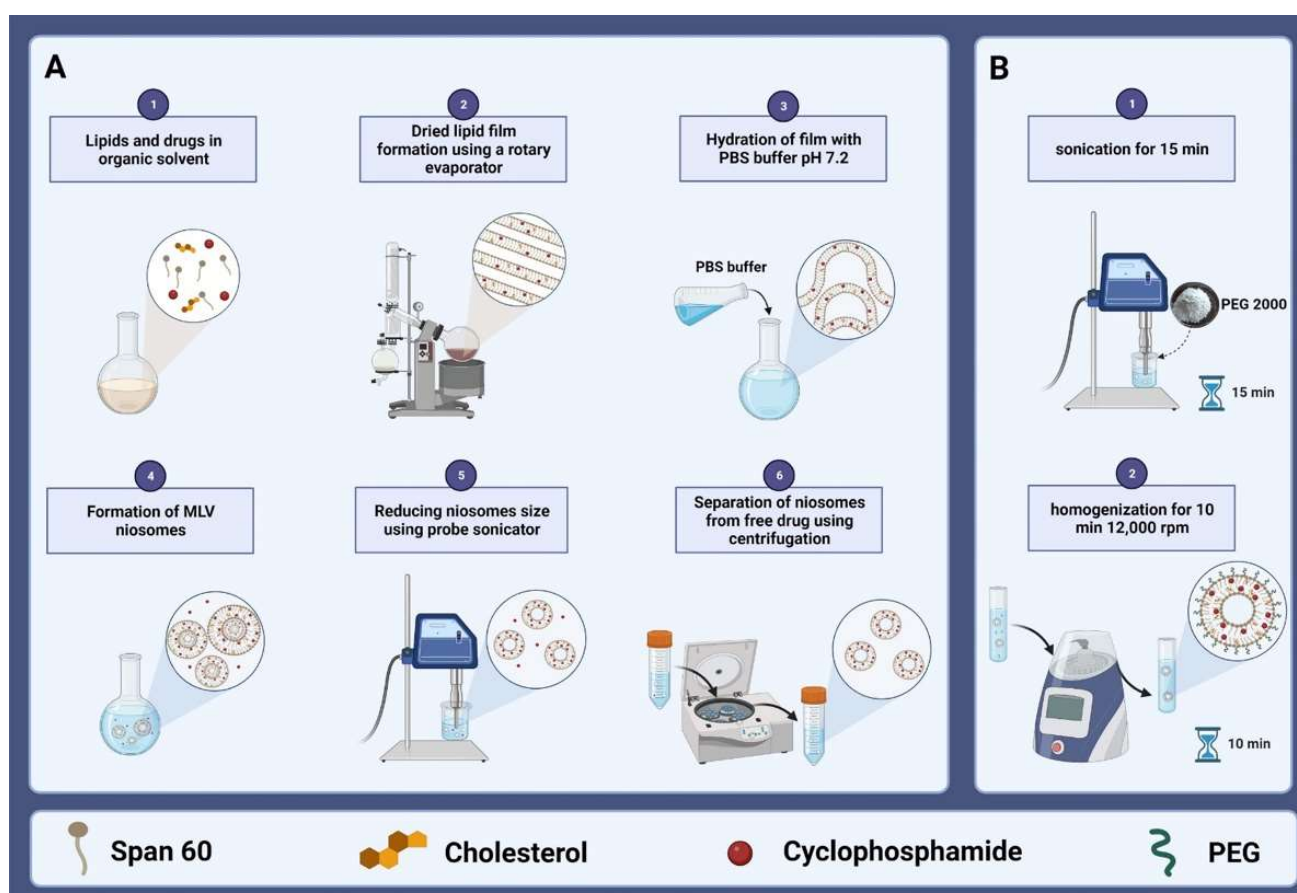 A
1
Lipids and drugs in
organic solvent
2
Dried lipid film
formation using a rotary
evaporator
3
Hydration of film with
PBS buffer pH 7.2
PBS buffer
4
Formation of MLV
niosomes
5
Reducing niosomes size
using probe sonicator
6
Separation of niosomes
from free drug using
centrifugation
B
1
sonication for 15 min
PEG 2000
15 min
2
homogenization for 10
min 12,000 rpm
10 min
Span 60
Cholesterol
Cyclophosphamide
PEG